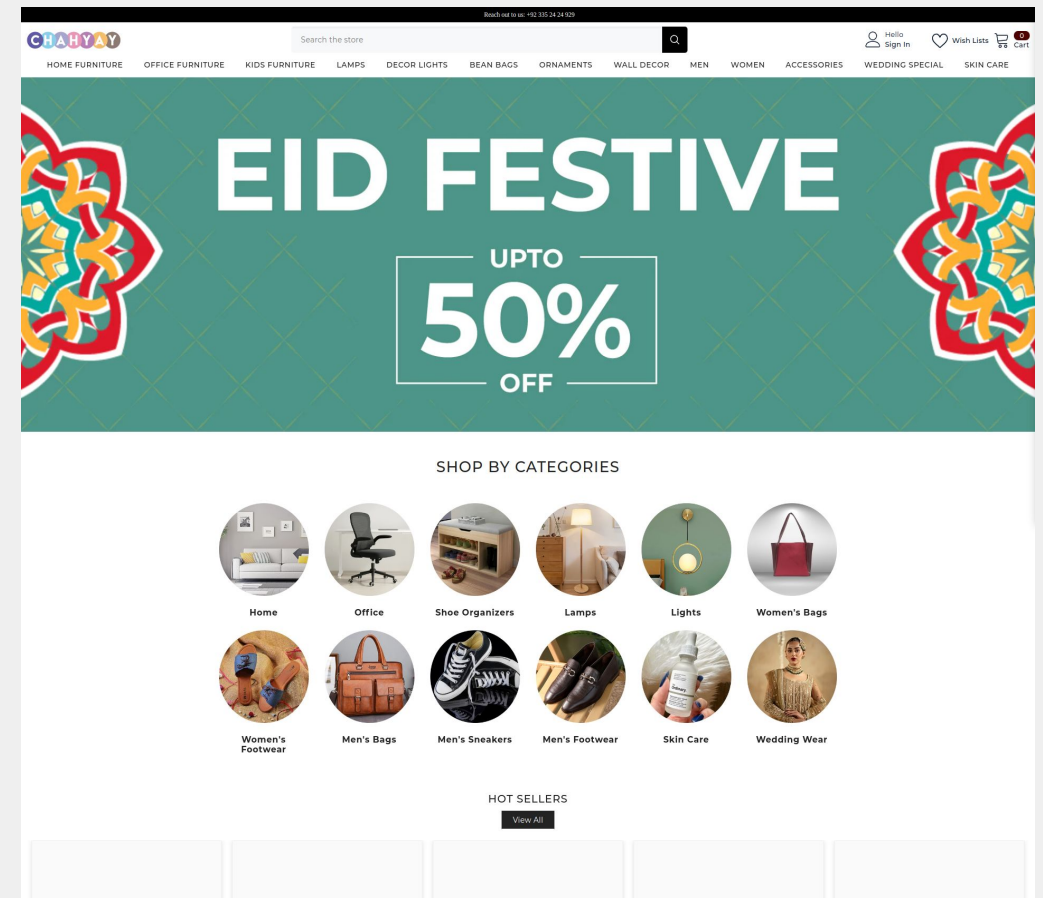 Reach out to us: +92 335 24 24 929
CHAHYAY
Search the store
Hello
Sign In
Wish Lists
0
Cart
HOME FURNITURE OFFICE FURNITURE KIDS FURNITURE LAMPS DECOR LIGHTS BEAN BAGS ORNAMENTS WALL DECOR MEN WOMEN ACCESSORIES WEDDING SPECIAL SKIN CARE
EID FESTIVE
UPTO
50%
OFF
SHOP BY CATEGORIES
Home Office Shoe Organizers Lamps Lights Women's Bags
Ordinary
Women's Footwear Men's Bags Men's Sneakers Men's Footwear Skin Care Wedding Wear
HOT SELLERS
View All